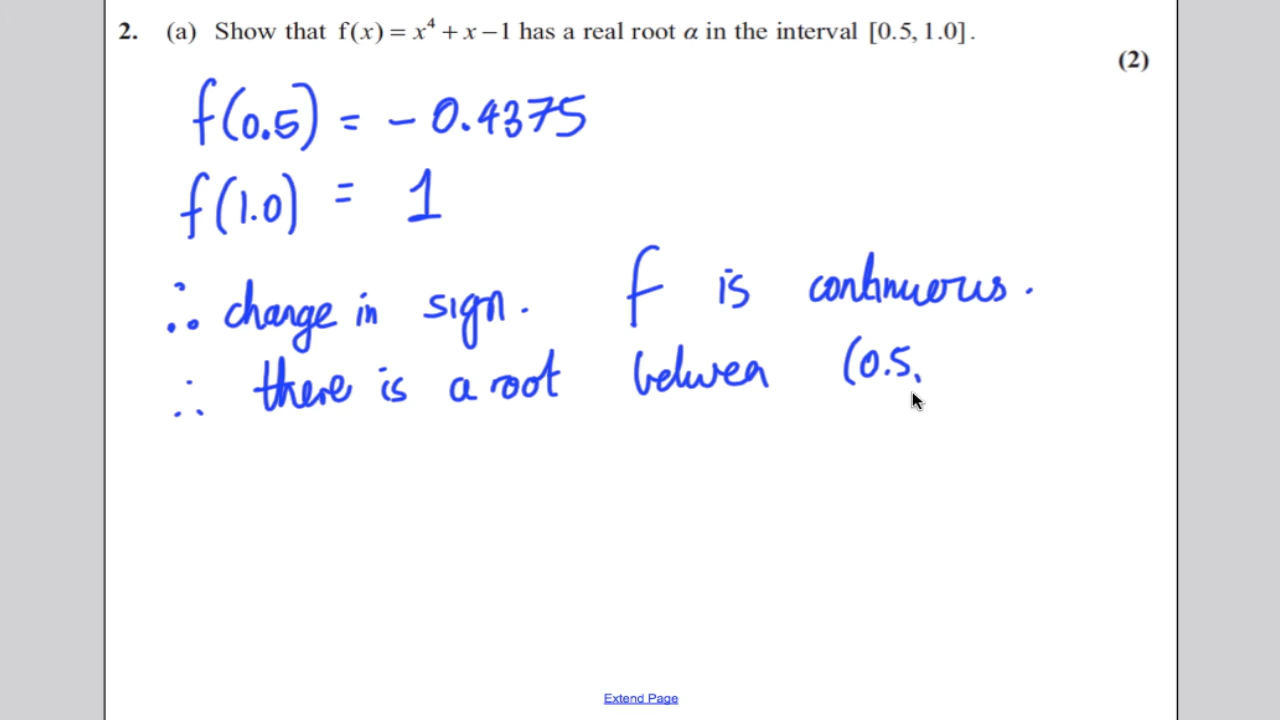 2. (a) Show that f(x) = x⁴ + x − 1 has a real root α in the interval [0.5, 1.0].
(2)
f(0.5) = − 0.4375
f(1.0) = 1
∴ change in sign. f is continuous.
∴ there is a root between (0.5,
Extend Page